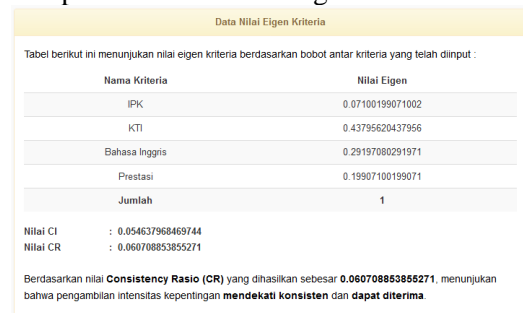 Data Nilai Eigen Kriteria
Tabel berikut ini menunjukan nilai eigen kriteria berdasarkan bobot antar kriteria yang telah diinput :
Nama Kriteria Nilai Eigen
IPK 0.07100199071002
KTI 0.43795620437956
Bahasa Inggris 0.29197080291971
Prestasi 0.19907100199071
Jumlah 1
Nilai CI : 0.054637968469744
Nilai CR : 0.060708853855271
Berdasarkan nilai Consistency Rasio (CR) yang dihasilkan sebesar 0.060708853855271, menunjukan
bahwa pengambilan intensitas kepentingan mendekati konsisten dan dapat diterima.